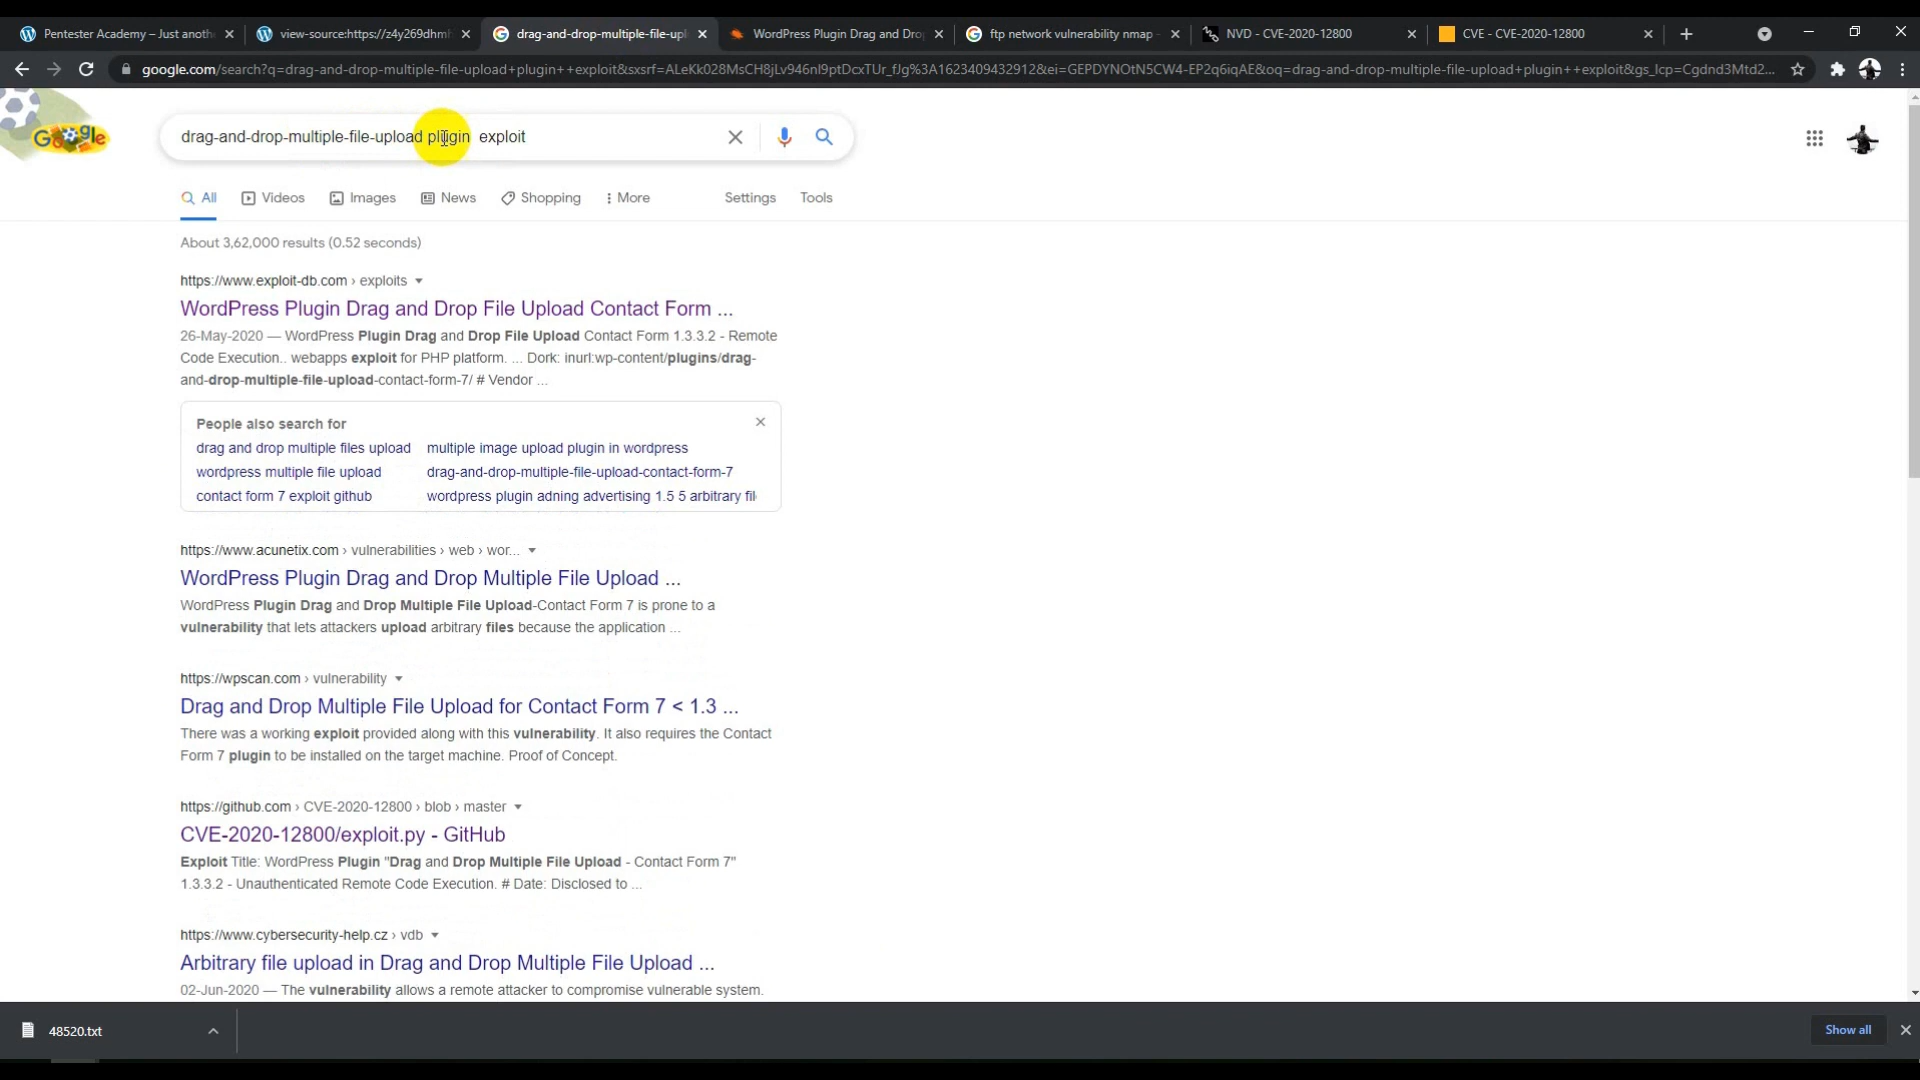 Pentester Academy – Just anoth
view-source:https://z4y269dhmh
drag-and-drop-multiple-file-upl
WordPress Plugin Drag and Drop
ftp network vulnerability nmap -
NVD - CVE-2020-12800
CVE - CVE-2020-12800
google.com/search?q=drag-and-drop-multiple-file-upload+plugin++exploit&sxsrf=ALeKk028MsCH8jLv946nI9ptDcxTUr_fJg%3A1623409432912&ei=GEPDYNOtN5CW4-EP2q6iqAE&oq=drag-and-drop-multiple-file-upload+plugin++exploit&gs_lcp=Cgdnd3Mtd2...
Google
drag-and-drop-multiple-file-upload plugin  exploit
All
Videos
Images
News
Shopping
More
Settings
Tools
About 3,62,000 results (0.52 seconds)
https://www.exploit-db.com › exploits
WordPress Plugin Drag and Drop File Upload Contact Form ...
26-May-2020 — WordPress Plugin Drag and Drop File Upload Contact Form 1.3.3.2 - Remote
Code Execution.. webapps exploit for PHP platform. ... Dork: inurl:wp-content/plugins/drag-
and-drop-multiple-file-upload-contact-form-7/ # Vendor ...
People also search for
drag and drop multiple files upload
multiple image upload plugin in wordpress
wordpress multiple file upload
drag-and-drop-multiple-file-upload-contact-form-7
contact form 7 exploit github
wordpress plugin adning advertising 1.5 5 arbitrary fil
https://www.acunetix.com › vulnerabilities › web › wor...
WordPress Plugin Drag and Drop Multiple File Upload ...
WordPress Plugin Drag and Drop Multiple File Upload-Contact Form 7 is prone to a
vulnerability that lets attackers upload arbitrary files because the application ...
https://wpscan.com › vulnerability
Drag and Drop Multiple File Upload for Contact Form 7 < 1.3 ...
There was a working exploit provided along with this vulnerability. It also requires the Contact
Form 7 plugin to be installed on the target machine. Proof of Concept.
https://github.com › CVE-2020-12800 › blob › master
CVE-2020-12800/exploit.py - GitHub
Exploit Title: WordPress Plugin "Drag and Drop Multiple File Upload - Contact Form 7"
1.3.3.2 - Unauthenticated Remote Code Execution. # Date: Disclosed to ...
https://www.cybersecurity-help.cz › vdb
Arbitrary file upload in Drag and Drop Multiple File Upload ...
02-Jun-2020 — The vulnerability allows a remote attacker to compromise vulnerable system.
48520.txt
Show all